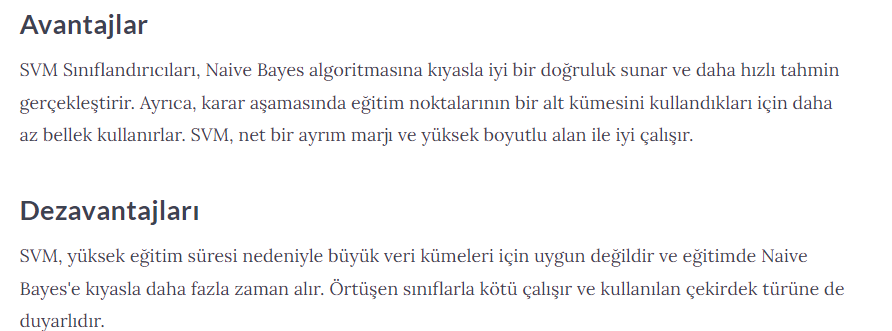 Avantajlar
SVM Sınıflandırıcıları, Naive Bayes algoritmasına kıyasla iyi bir doğruluk sunar ve daha hızlı tahmin
gerçekleştirir. Ayrıca, karar aşamasında eğitim noktalarının bir alt kümesini kullandıkları için daha
az bellek kullanırlar. SVM, net bir ayrım marjı ve yüksek boyutlu alan ile iyi çalışır.
Dezavantajları
SVM, yüksek eğitim süresi nedeniyle büyük veri kümeleri için uygun değildir ve eğitimde Naive
Bayes'e kıyasla daha fazla zaman alır. Örtüşen sınıflarla kötü çalışır ve kullanılan çekirdek türüne de
duyarlıdır.